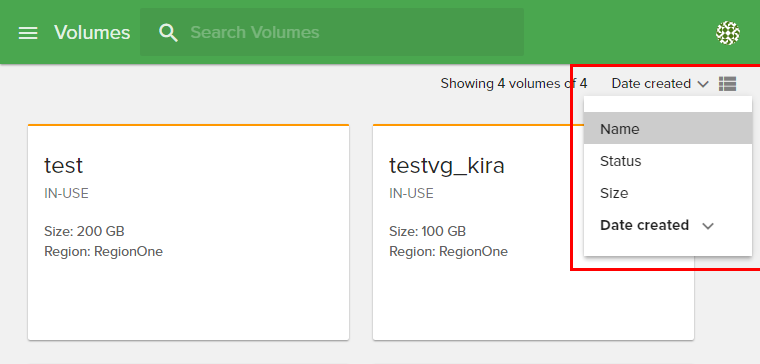 Volumes
Search Volumes
Showing 4 volumes of 4
Date created
Name
Status
Size
Date created
test
IN-USE
Size: 200 GB
Region: RegionOne
testvg_kira
IN-USE
Size: 100 GB
Region: RegionOne